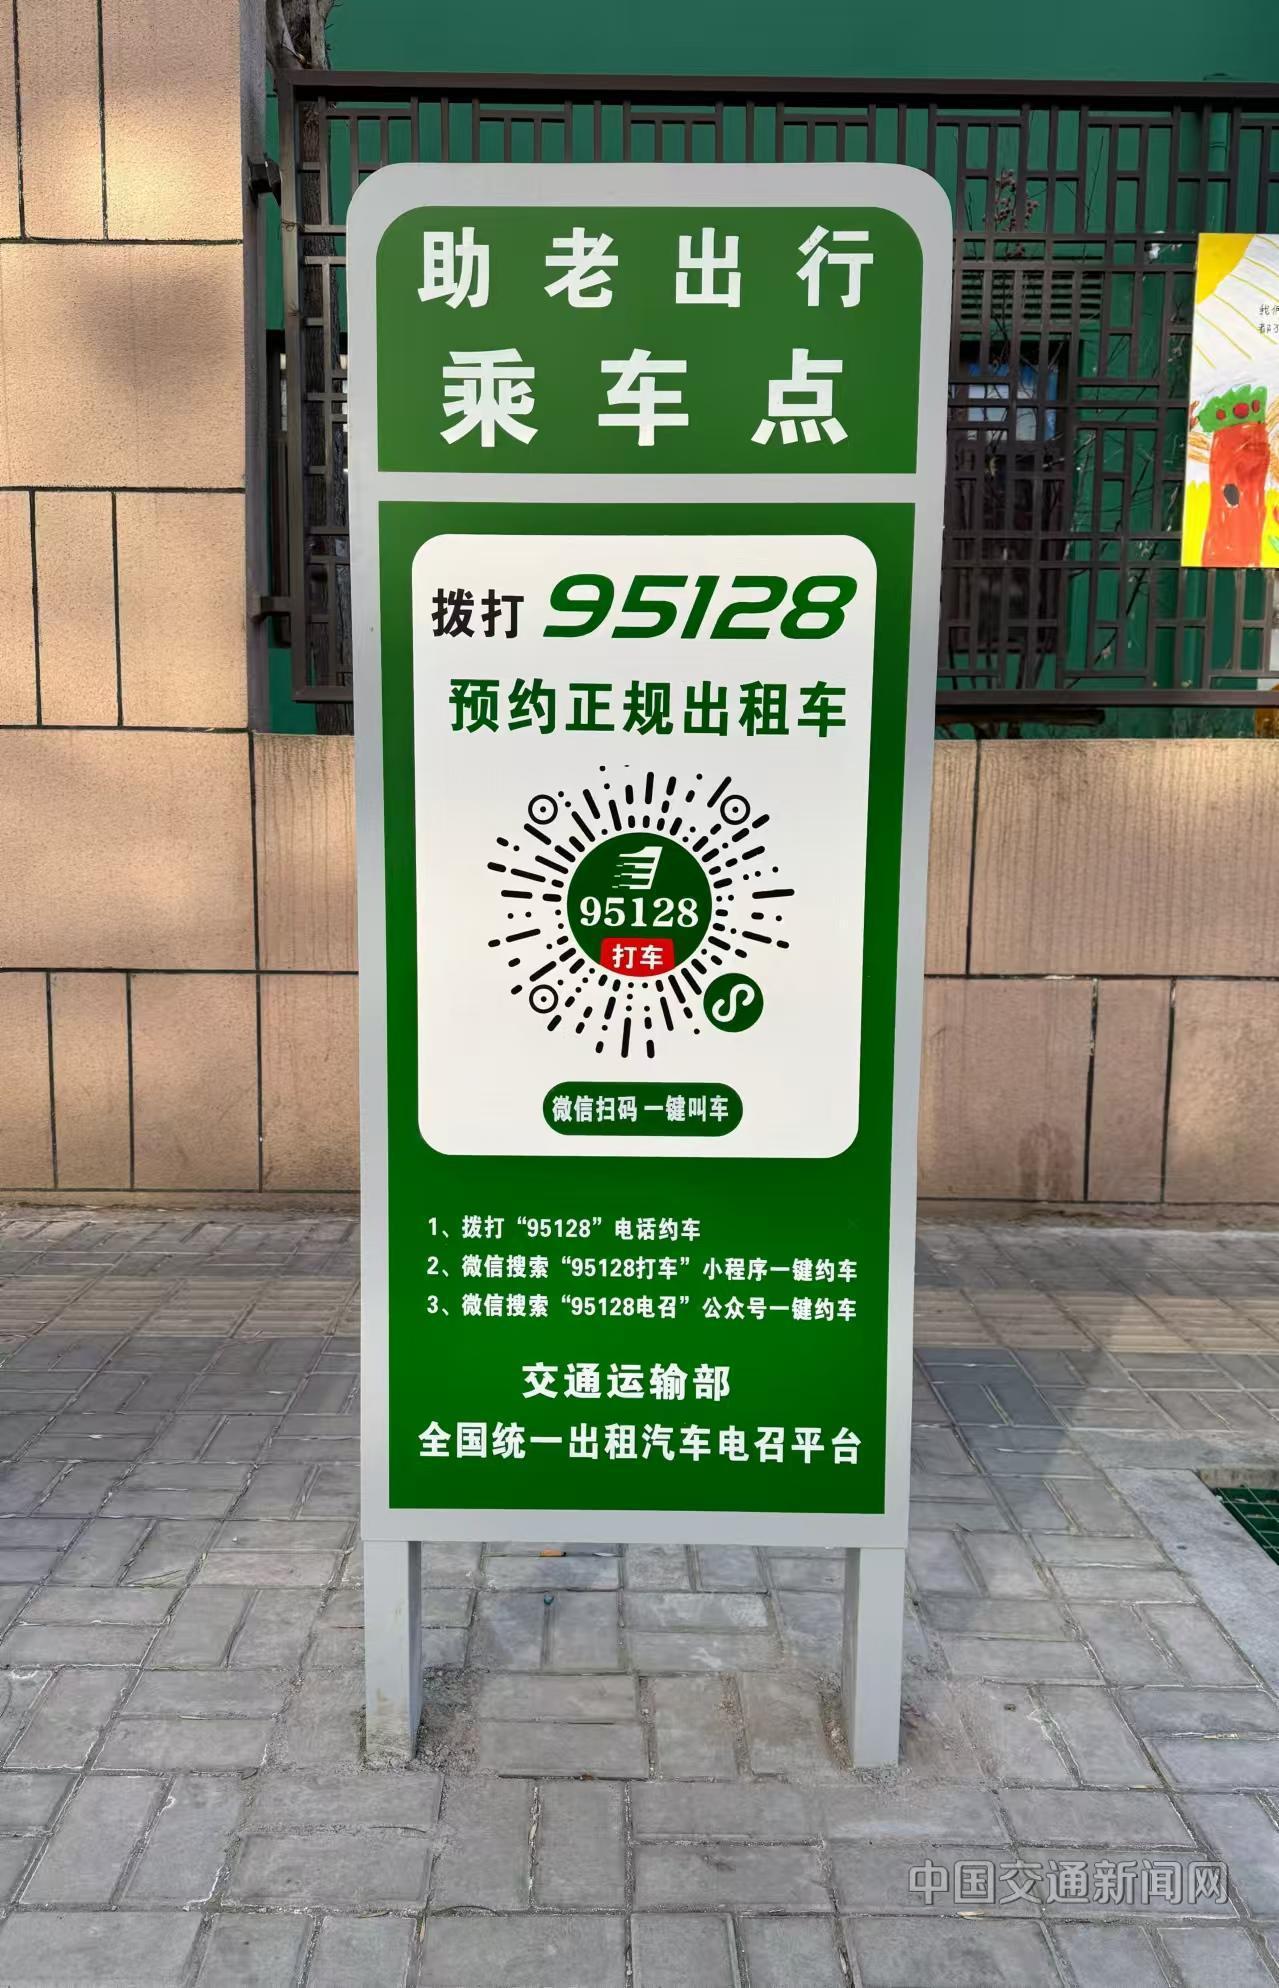 助老出行
乘车点
拨打 95128
预约正规出租车
95128
打车
微信扫码 一键叫车
1、拨打“95128”电话约车
2、微信搜索“95128打车”小程序一键约车
3、微信搜索“95128电召”公众号一键约车
交通运输部
全国统一出租汽车电召平台
中国交通新闻网